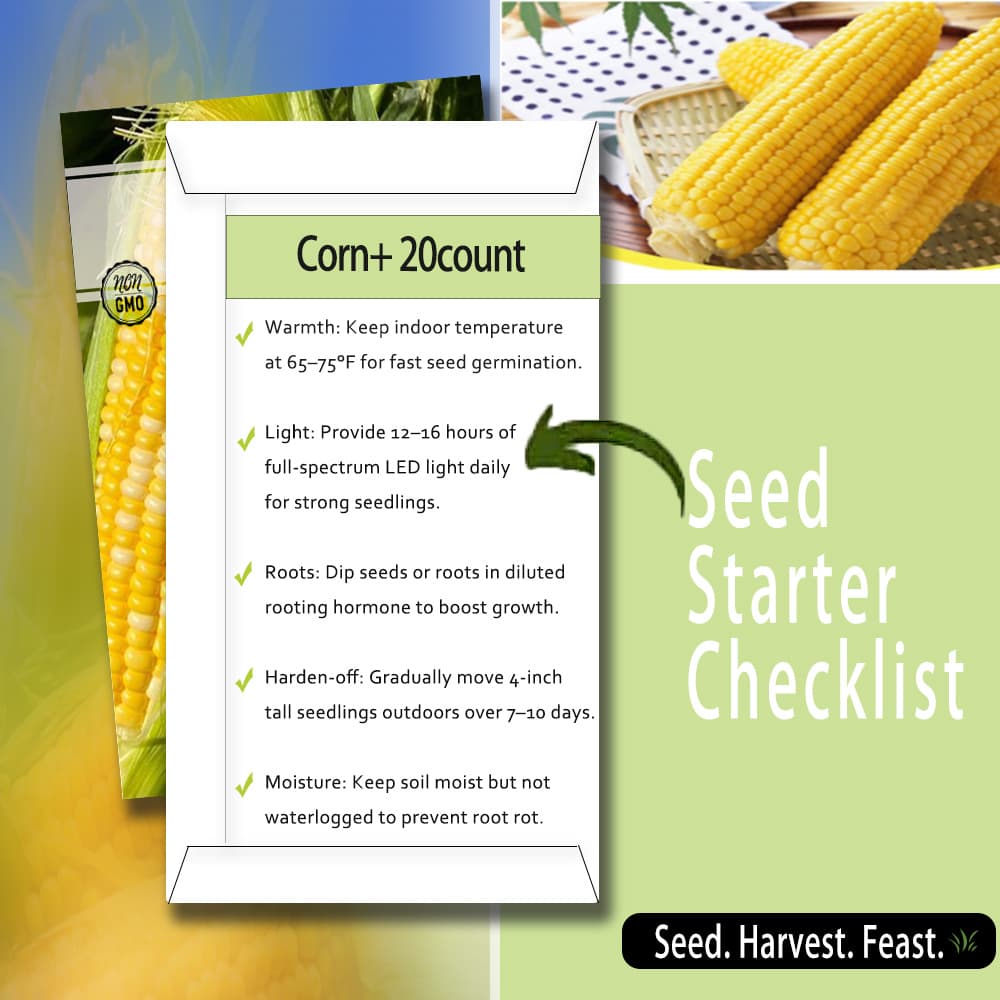 NON
GMO
Corn+ 20count
Warmth: Keep indoor temperature
at 65–75°F for fast seed germination.
Light: Provide 12–16 hours of
full-spectrum LED light daily
for strong seedlings.
Roots: Dip seeds or roots in diluted
rooting hormone to boost growth.
Harden-off: Gradually move 4-inch
tall seedlings outdoors over 7–10 days.
Moisture: Keep soil moist but not
waterlogged to prevent root rot.
Seed
Starter
Checklist
Seed. Harvest. Feast.